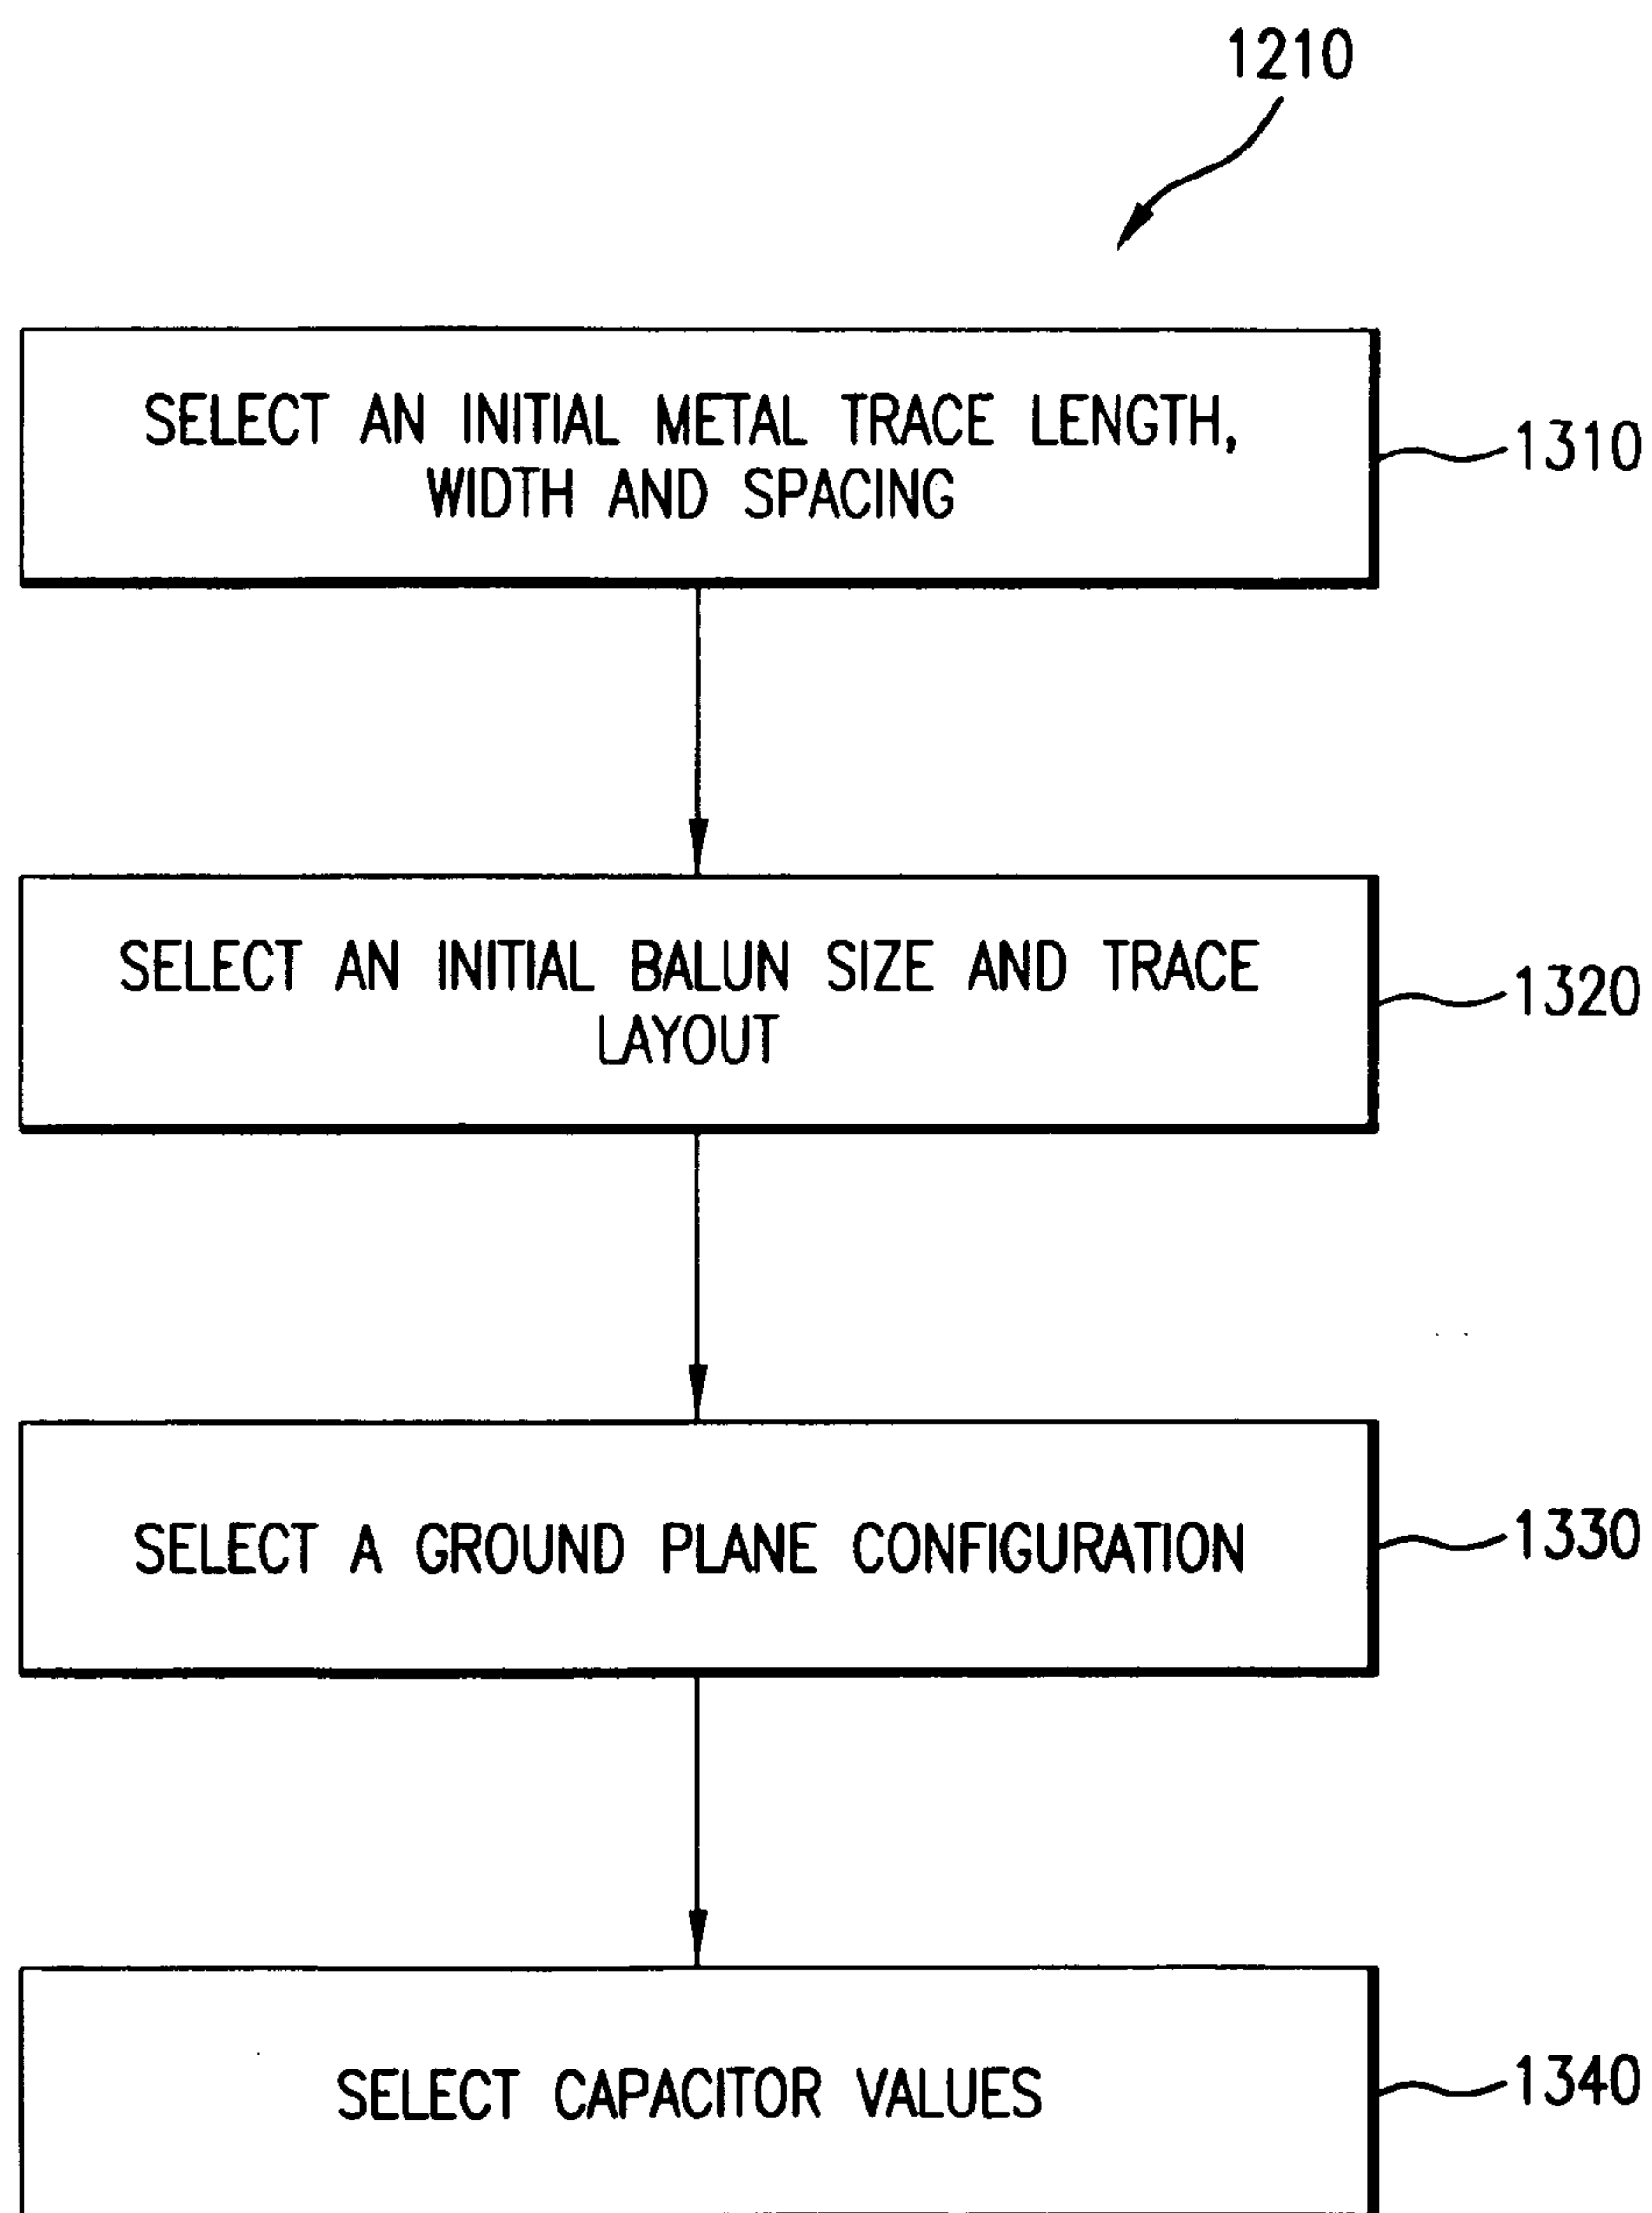 1210
SELECT AN INITIAL METAL TRACE LENGTH,
WIDTH AND SPACING
1310
SELECT AN INITIAL BALUN SIZE AND TRACE
LAYOUT
1320
SELECT A GROUND PLANE CONFIGURATION
1330
SELECT CAPACITOR VALUES
1340